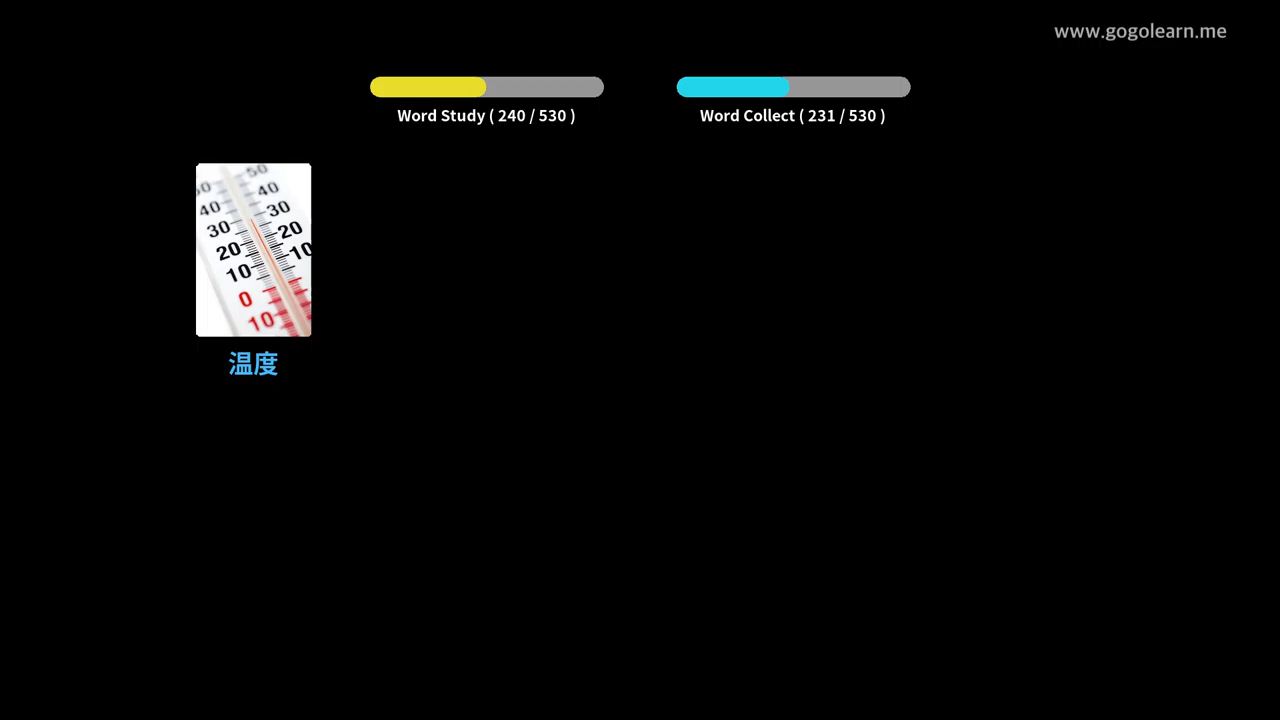 www.gogolearn.me
Word Study ( 240 / 530 )
Word Collect ( 231 / 530 )
50
40 40
30 30
20 20
10 10
0
10
温度